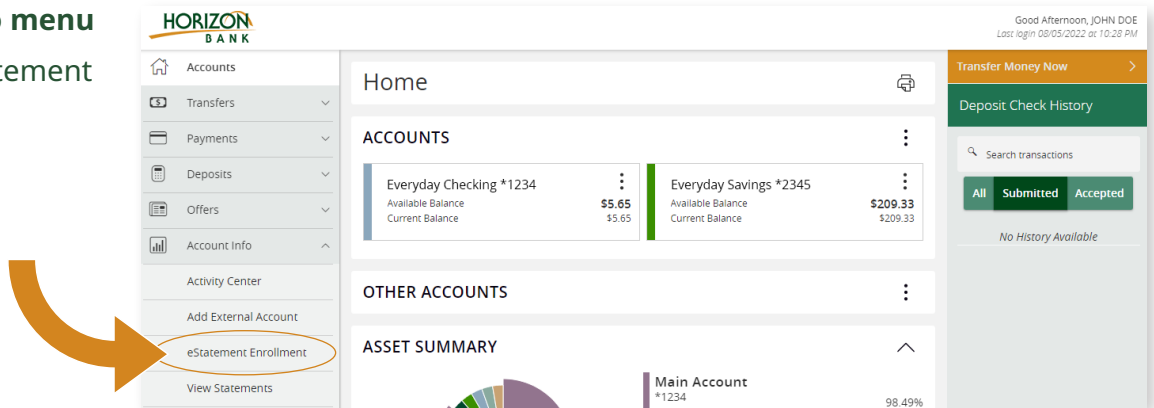 menu
HORIZON
BANK
Good Afternoon, JOHN DOE
Last login 08/05/2022 at 10:28 PM
Accounts
Transfers
Payments
Deposits
Offers
Account Info
Activity Center
Add External Account
eStatement Enrollment
View Statements
Home
ACCOUNTS
Everyday Checking *1234
Available Balance $5.65
Current Balance $5.65
Everyday Savings *2345
Available Balance $209.33
Current Balance $209.33
OTHER ACCOUNTS
ASSET SUMMARY
Main Account
*1234
98.49%
Transfer Money Now
Deposit Check History
Search transactions
All Submitted Accepted
No History Available